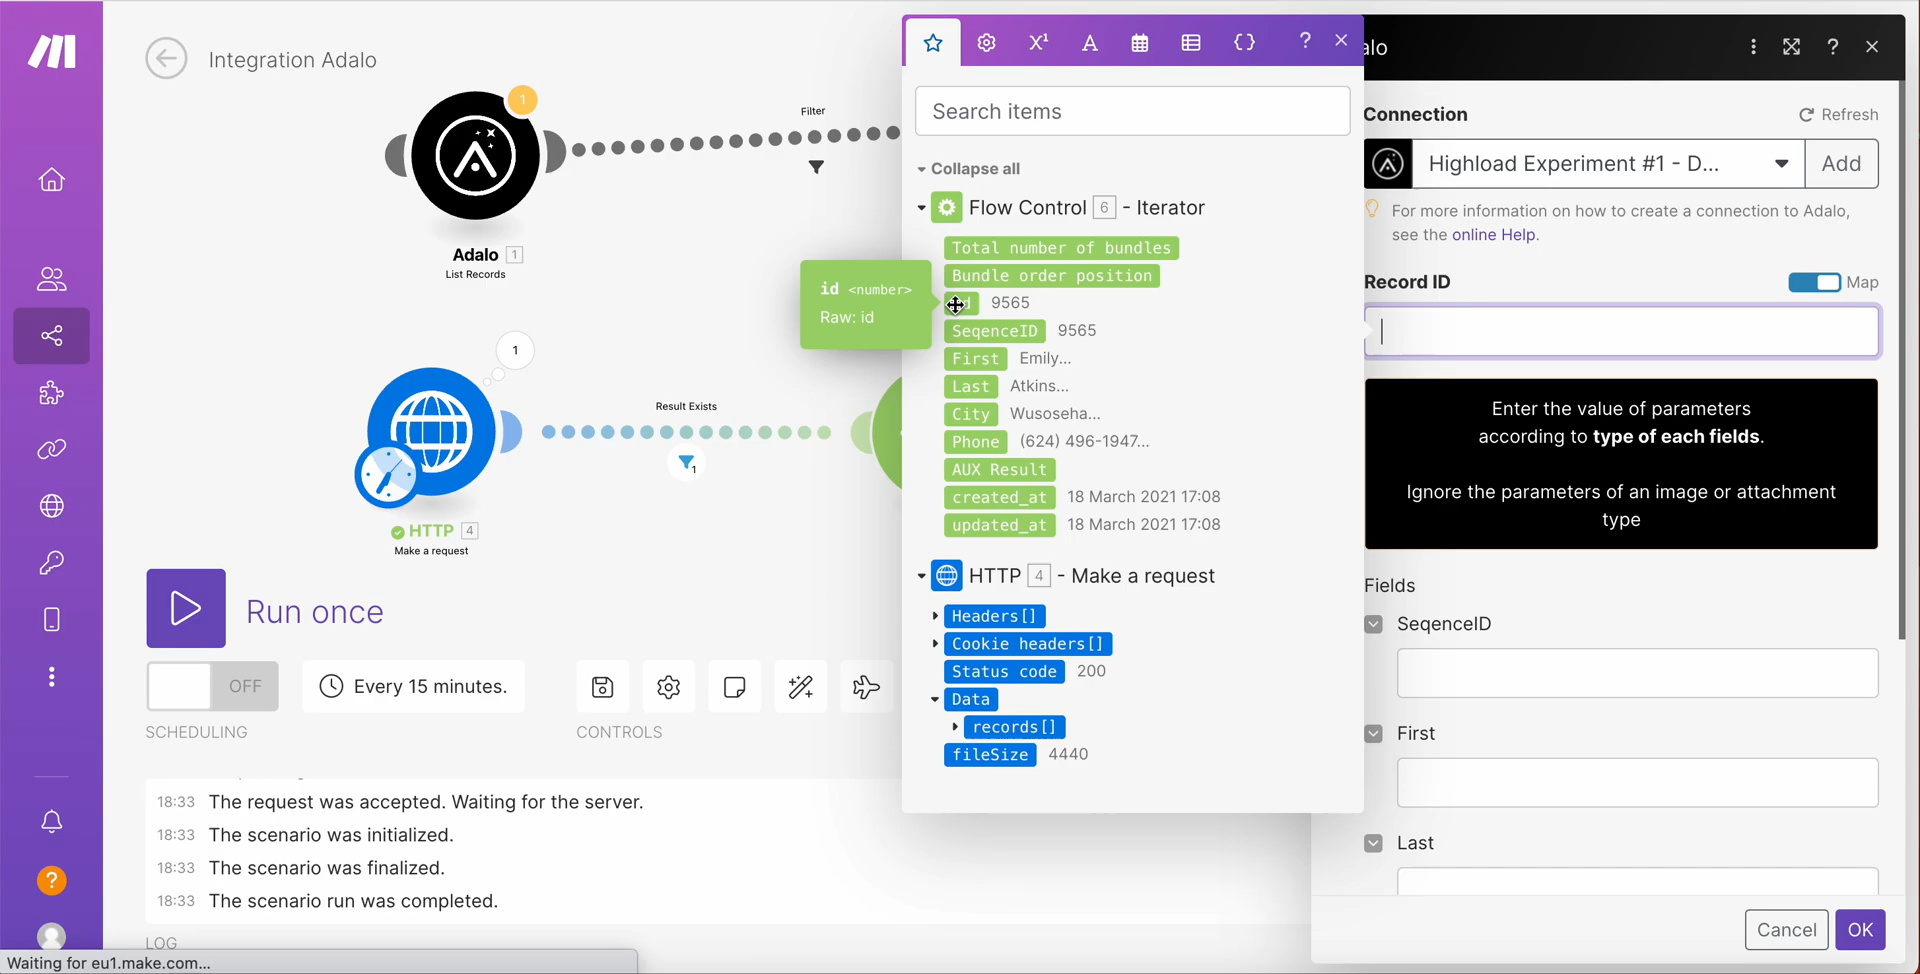 Integration Adalo
1
Filter
Adalo 1
List Records
1
Result Exists
1
HTTP 4
Make a request
Run once
OFF
Every 15 minutes.
SCHEDULING
CONTROLS
18:33 The request was accepted. Waiting for the server.
18:33 The scenario was initialized.
18:33 The scenario was finalized.
18:33 The scenario run was completed.
LOG
?
Waiting for eu1.make.com...
X¹ A ?
Search items
Collapse all
Flow Control 6 - Iterator
Total number of bundles
Bundle order position
9565
id <number>
Raw: id
SeqenceID 9565
First Emily...
Last Atkins...
City Wusoseha...
Phone (624) 496-1947...
AUX Result
created_at 18 March 2021 17:08
updated_at 18 March 2021 17:08
HTTP 4 - Make a request
Headers[]
Cookie headers[]
Status code 200
Data
records[]
fileSize 4440
alo
?
Connection
Refresh
Highload Experiment #1 - D...
Add
For more information on how to create a connection to Adalo,
see the online Help.
Record ID
Map
Enter the value of parameters
according to type of each fields.
Ignore the parameters of an image or attachment
type
Fields
SeqenceID
First
Last
Cancel
OK